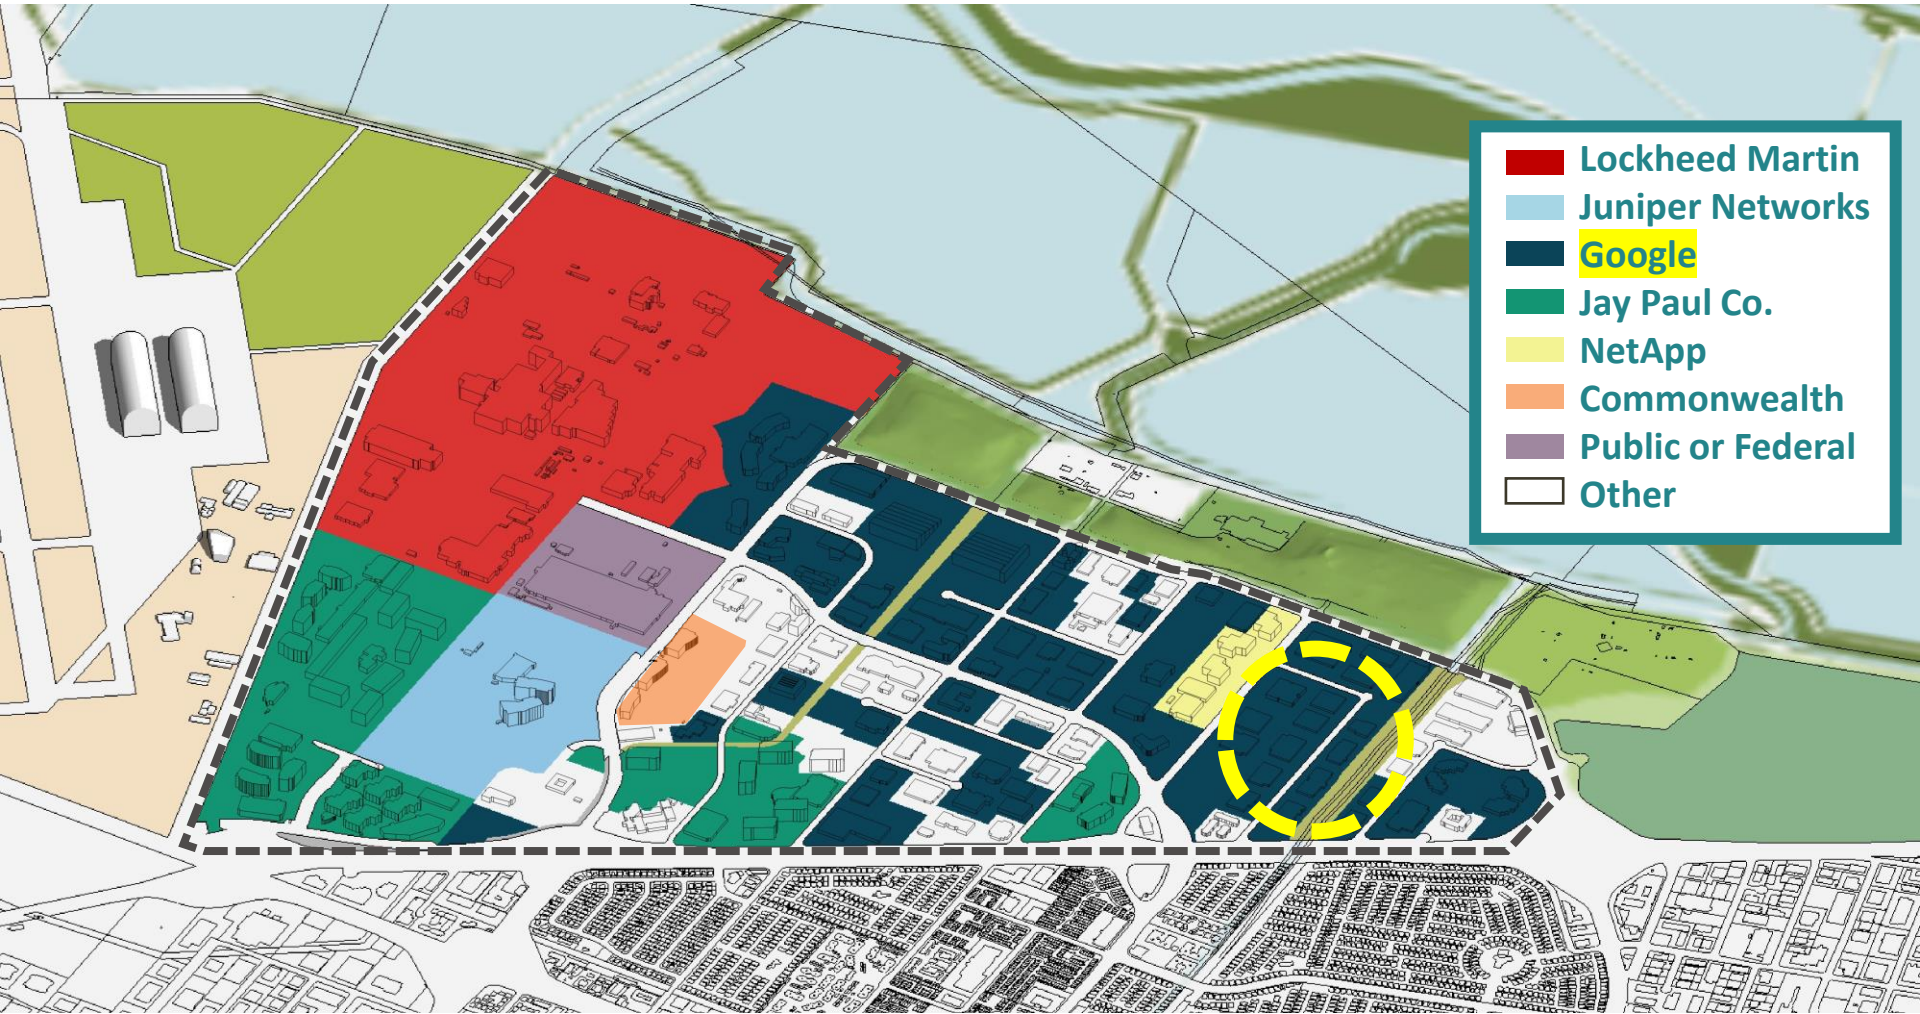 Lockheed Martin
Juniper Networks
Google
Jay Paul Co.
NetApp
Commonwealth
Public or Federal
Other